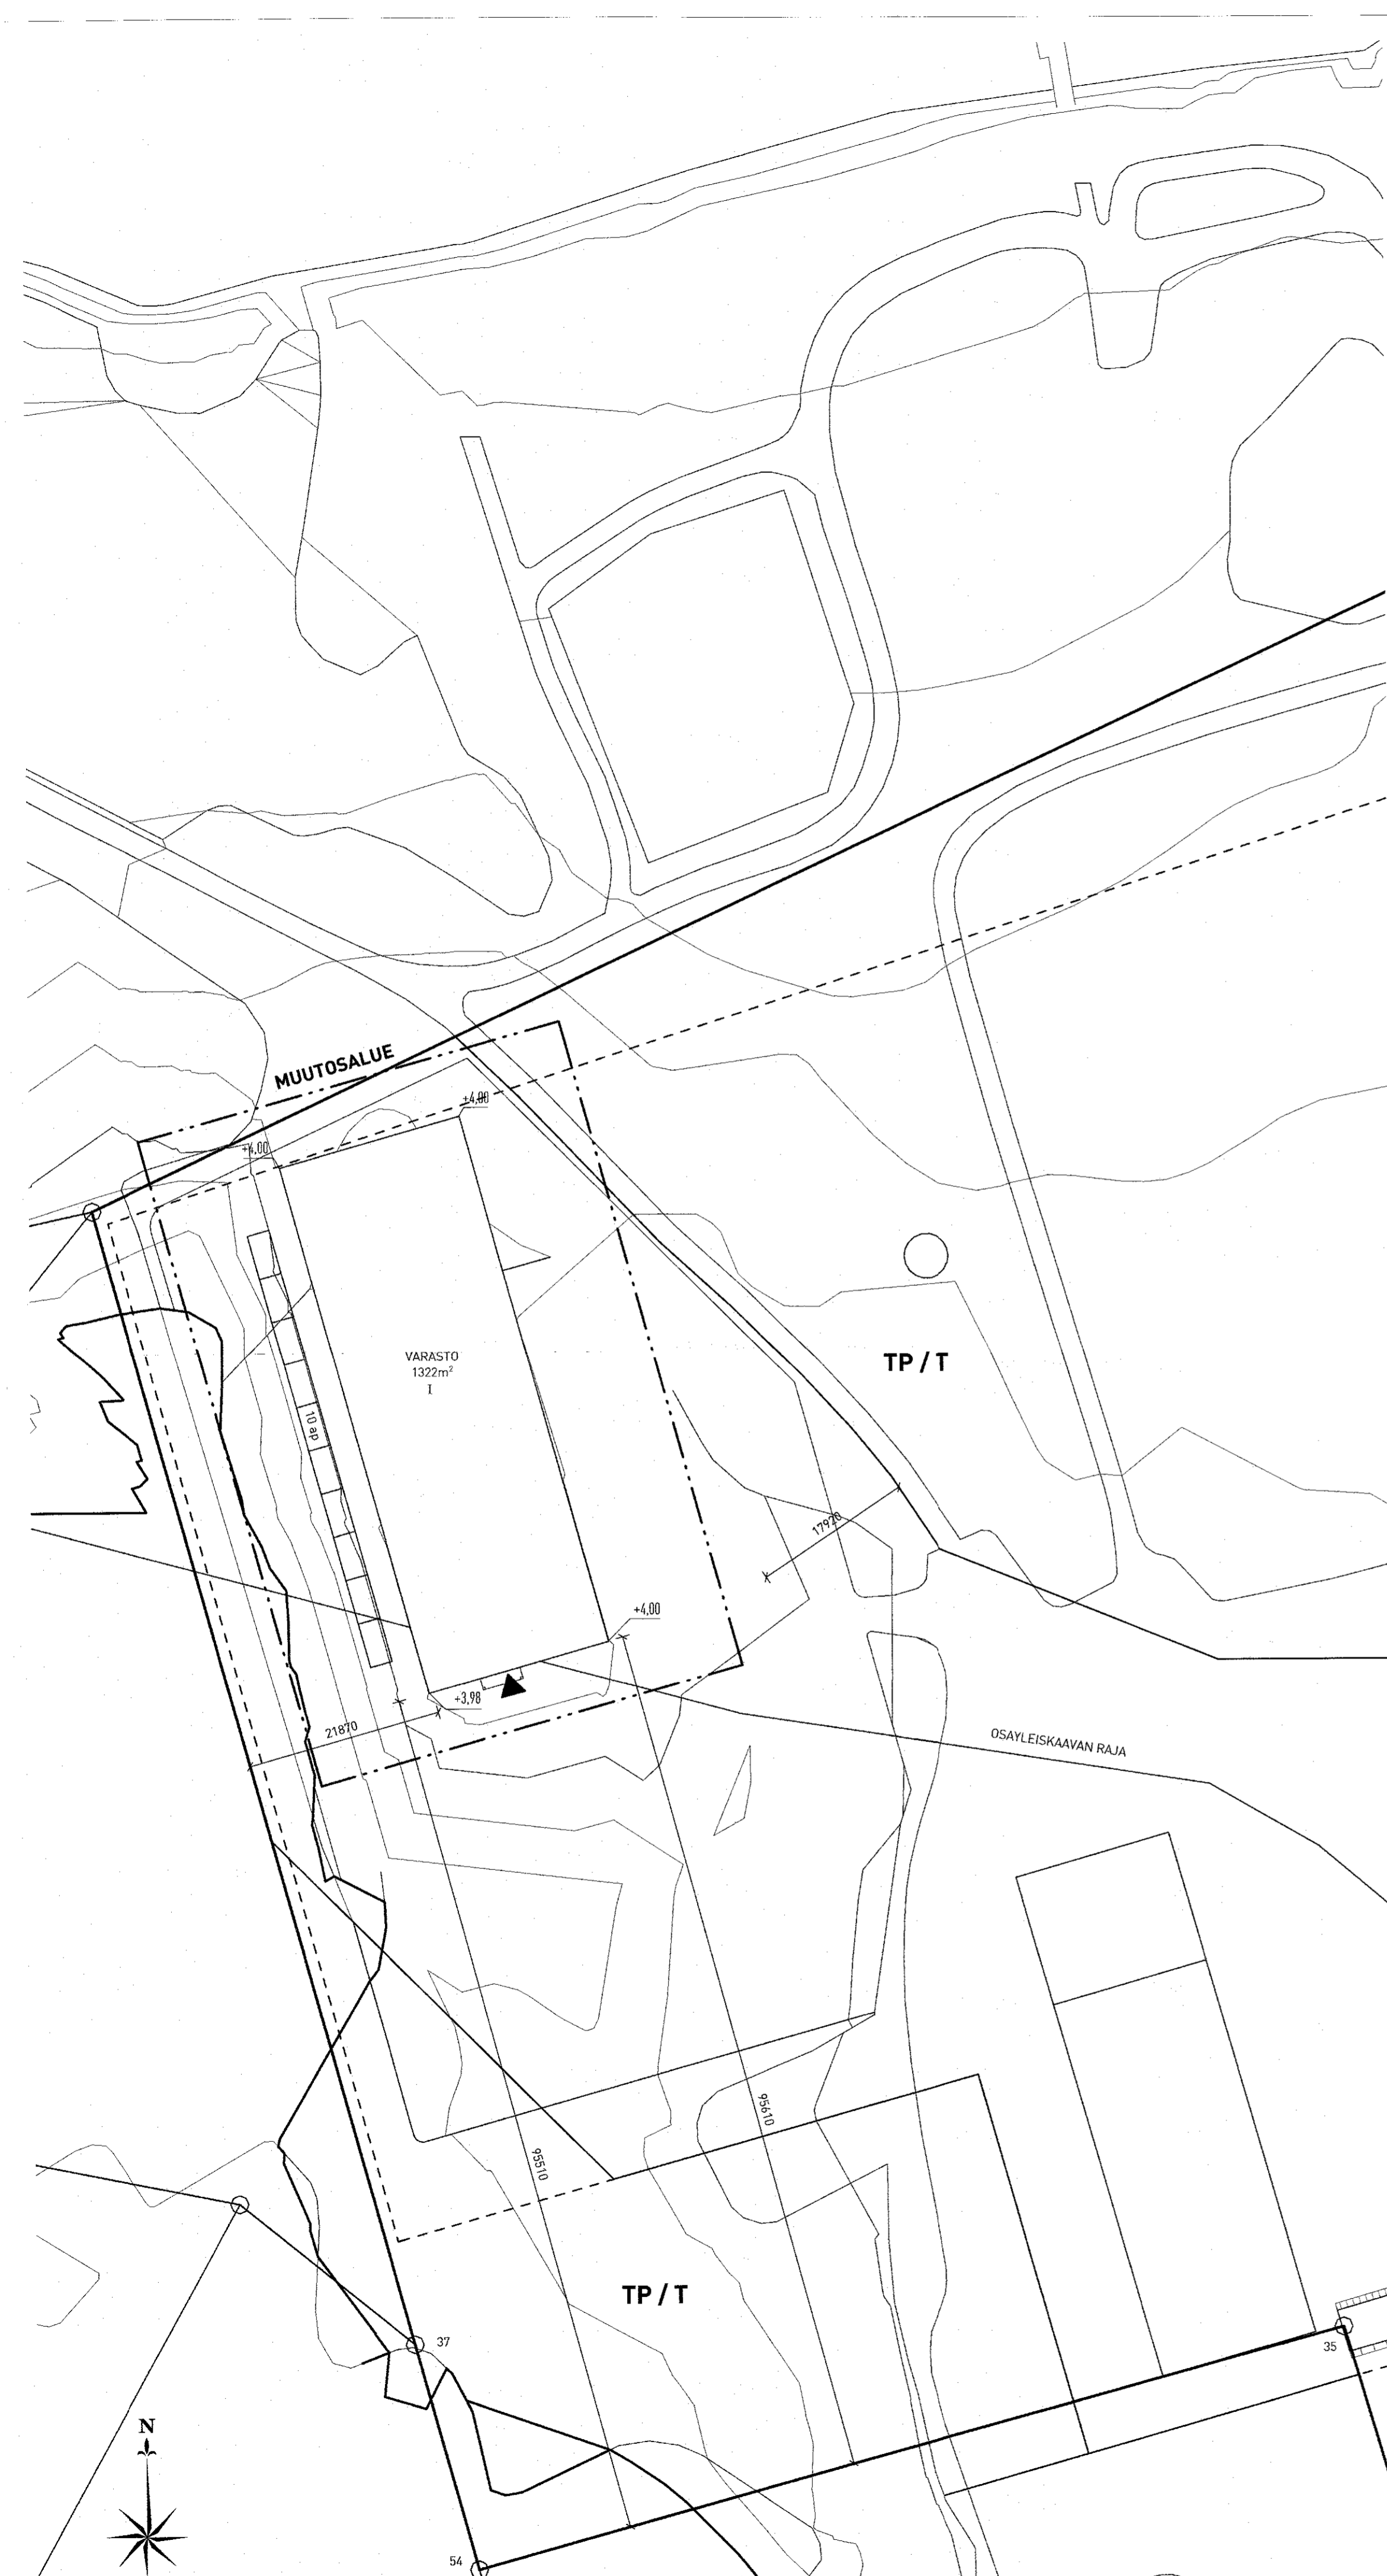 MUUTOSALUE
+4,00
+4,00
VARASTO
1322m²
I
TP / T
10 ap
17920
+4,00
+3,98
21870
OSAYLEISKAAVAN RAJA
95610
95510
TP / T
37
35
N
54